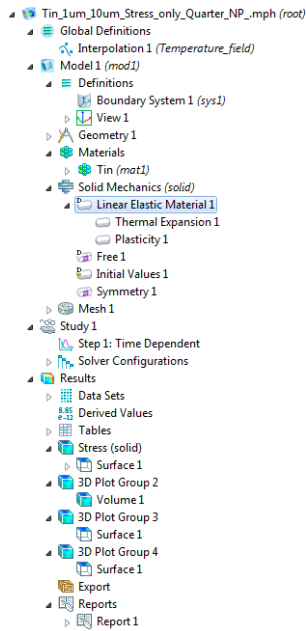 Tin_1um_10um_Stress_only_Quarter_NP_.mph (root)
Global Definitions
Interpolation 1 (Temperature_field)
Model 1 (mod1)
Definitions
Boundary System 1 (sys1)
View 1
Geometry 1
Materials
Tin (mat1)
Solid Mechanics (solid)
D Linear Elastic Material 1
Thermal Expansion 1
Plasticity 1
D Free 1
D Initial Values 1
Symmetry 1
Mesh 1
Study 1
Step 1: Time Dependent
Solver Configurations
Results
Data Sets
8.85
e-12 Derived Values
Tables
Stress (solid)
Surface 1
3D Plot Group 2
Volume 1
3D Plot Group 3
Surface 1
3D Plot Group 4
Surface 1
Export
Reports
Report 1